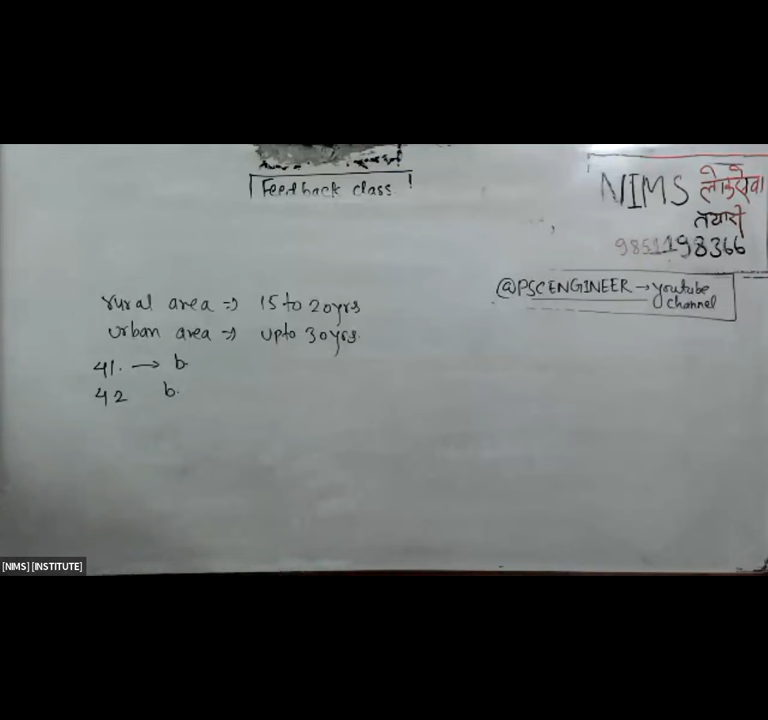 Feedback class
NIMS लोकसेवा
तयारी
9851198366
@PSCENGINEER → youtube
channel
rural area ⇒ 15 to 20yrs
urban area ⇒ upto 30yrs.
41. → b
42 b.
[NIMS] [INSTITUTE]